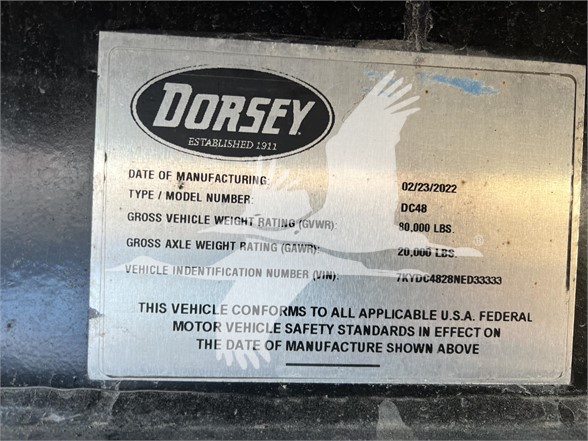 DORSEY
ESTABLISHED 1911
DATE OF MANUFACTURING: 02/23/2022
TYPE / MODEL NUMBER: DC48
GROSS VEHICLE WEIGHT RATING (GVWR): 80,000 LBS.
GROSS AXLE WEIGHT RATING (GAWR): 20,000 LBS.
VEHICLE INDENTIFICATION NUMBER (VIN): 7XYDC4828NED33333
THIS VEHICLE CONFORMS TO ALL APPLICABLE U.S.A. FEDERAL
MOTOR VEHICLE SAFETY STANDARDS IN EFFECT ON
THE DATE OF MANUFACTURE SHOWN ABOVE